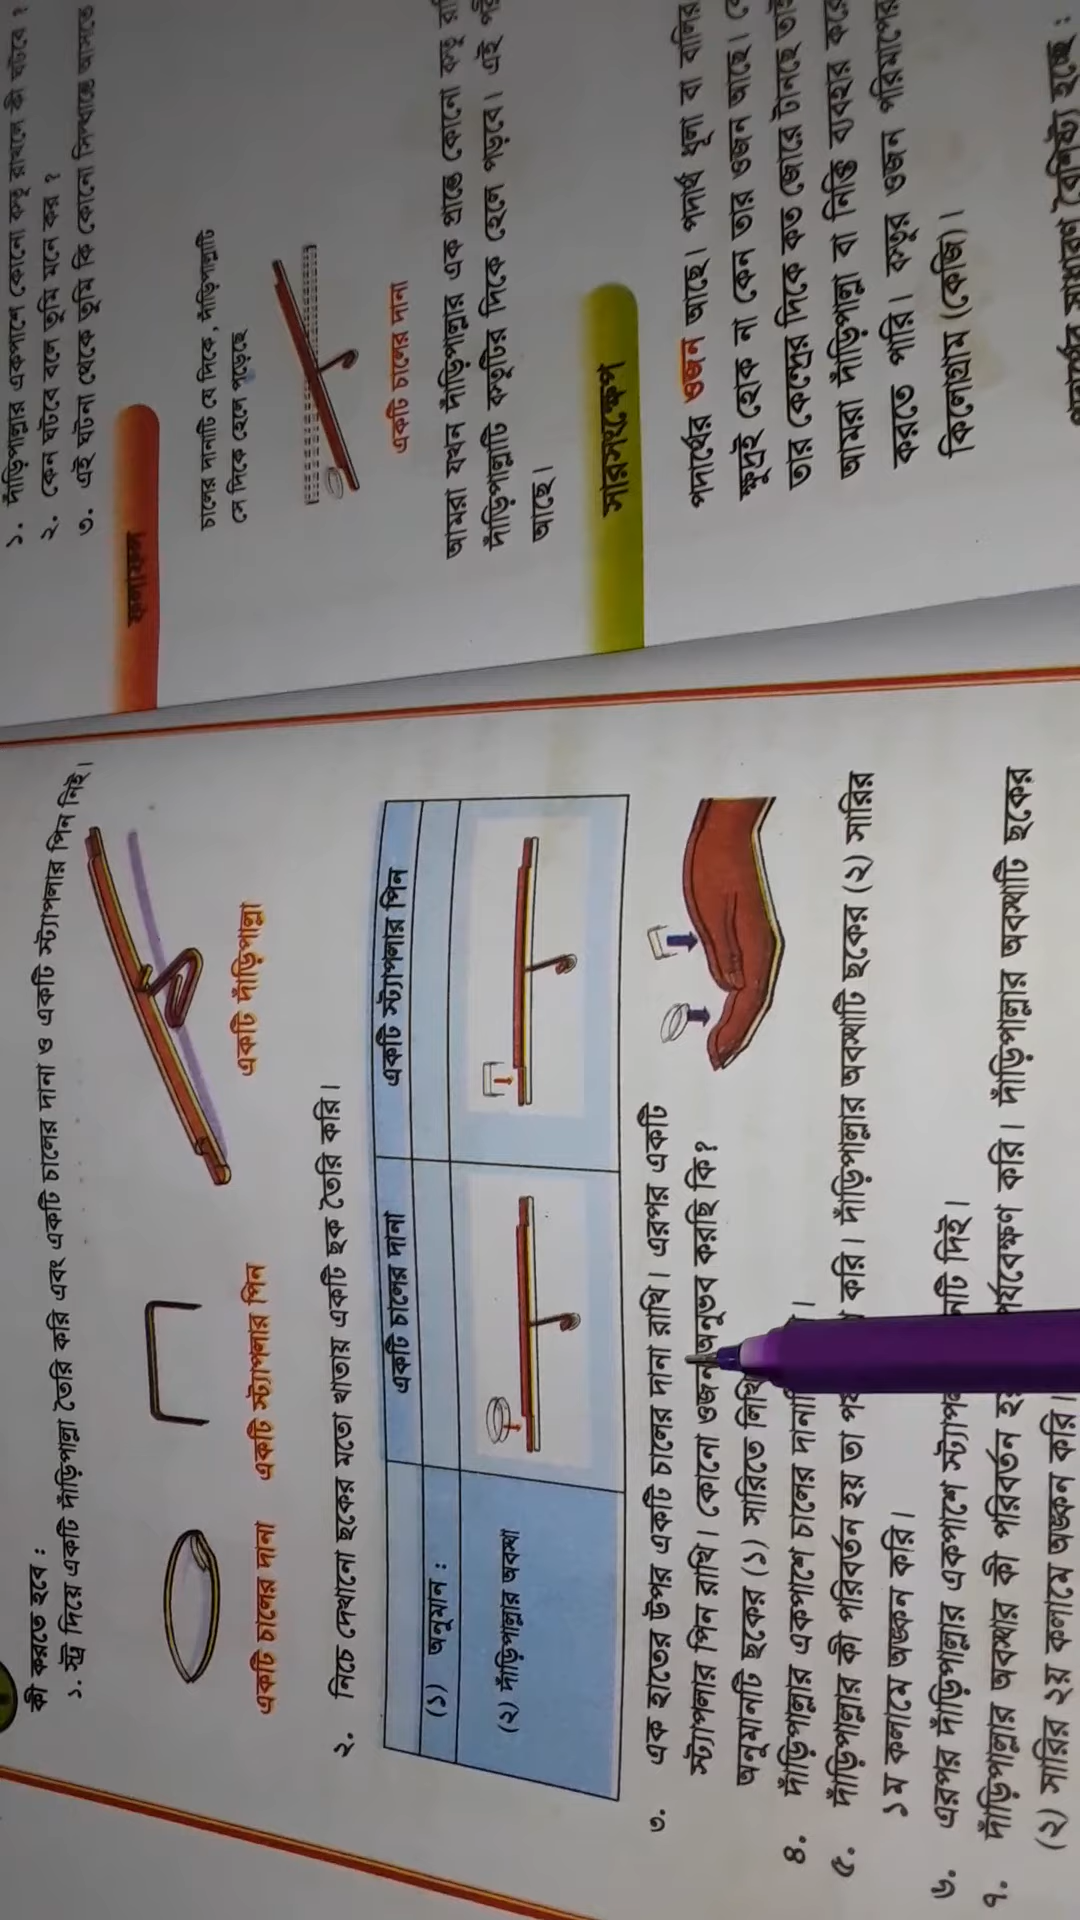 কী করতে হবে :
১. স্ট্র দিয়ে একটি দাঁড়িপাল্লা তৈরি করি এবং একটি চালের দানা ও একটি স্ট্যাপলার পিন নিই।
একটি চালের দানা একটি স্ট্যাপলার পিন একটি দাঁড়িপাল্লা
২. নিচে দেখানো ছকের মতো খাতায় একটি ছক তৈরি করি।
একটি চালের দানা একটি স্ট্যাপলার পিন
(১) অনুমান :
(২) দাঁড়িপাল্লার অবস্থা
৩. এক হাতের উপর একটি চালের দানা রাখি। এরপর একটি
স্ট্যাপলার পিন রাখি। কোনো ওজন অনুভব করছি কি?
অনুমানটি ছকের (১) সারিতে
৪. দাঁড়িপাল্লার একপাশে চালের
৫. দাঁড়িপাল্লার কী পরিবর্তন হয় তা করি। দাঁড়িপাল্লার অবস্থাটি ছকের (২) সারির
১ম কলামে অঙ্কন করি।
৬. এরপর দাঁড়িপাল্লার একপাশে দিই।
৭. দাঁড়িপাল্লার অবস্থার কী পরিবর্তন করি। দাঁড়িপাল্লার অবস্থাটি ছকের
(২) সারির ২য় কলামে অঙ্কন করি।
১. দাঁড়িপাল্লার একপাশে কোনো বস্তু রাখলে কী ঘটবে ?
২. কেন ঘটবে বলে তুমি মনে কর ?
৩. এই ঘটনা থেকে তুমি কি কোনো সিদ্ধান্তে আসতে
ফলাফল
চালের দানাটি যে দিকে, দাঁড়িপাল্লাটি
সে দিকে হেলে পড়েছে
একটি চালের দানা
আমরা যখন দাঁড়িপাল্লার এক প্রান্তে কোনো বস্তু
দাঁড়িপাল্লাটি বস্তুটির দিকে হেলে পড়বে। এই
আছে।
সারসংক্ষেপ
পদার্থের ওজন আছে। পদার্থ ধূলা বা বালির
ক্ষুদ্রই হোক না কেন তার ওজন আছে।
তার কেন্দ্রের দিকে কত জোরে টানছে
আমরা দাঁড়িপাল্লা বা নিক্তি ব্যবহার
করতে পারি। বস্তুর ওজন পরিমাপের
কিলোগ্রাম (কেজি)।
সাধারণ বৈশিষ্ট্য হচ্ছে :